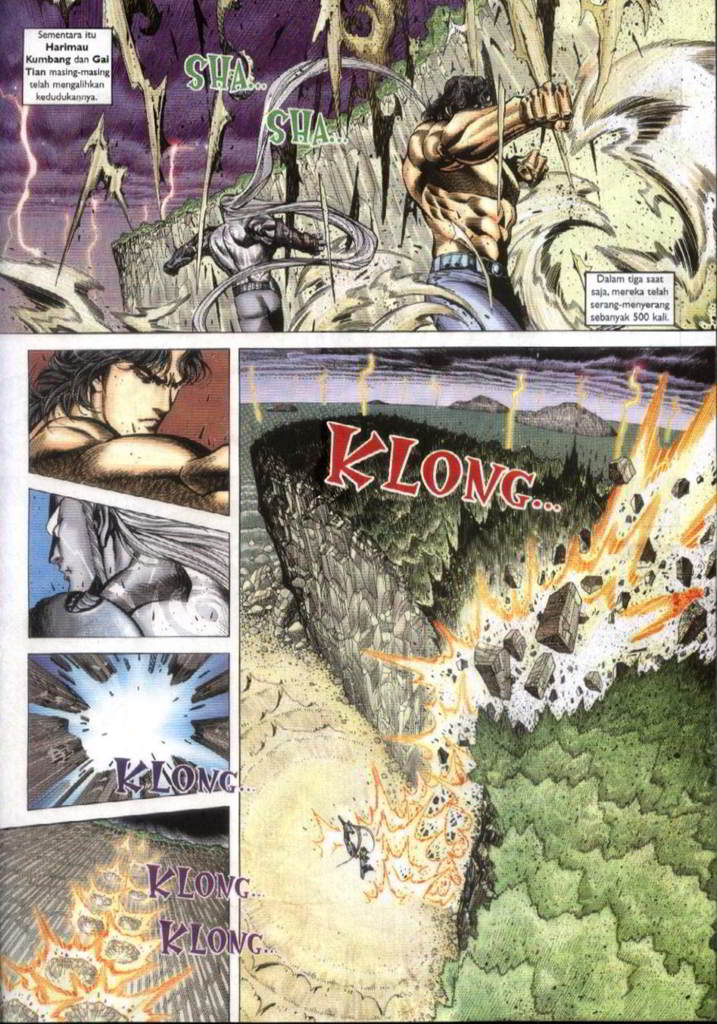 Sementara itu
Harimau
Kumbang dan Gai
Tian masing-masing
telah mengalihkan
kedudukannya.
SHA...
SHA...
Dalam tiga saat
saja, mereka telah
serang-menyerang
sebanyak 500 kali.
KLONG...
KLONG...
KLONG...
KLONG...